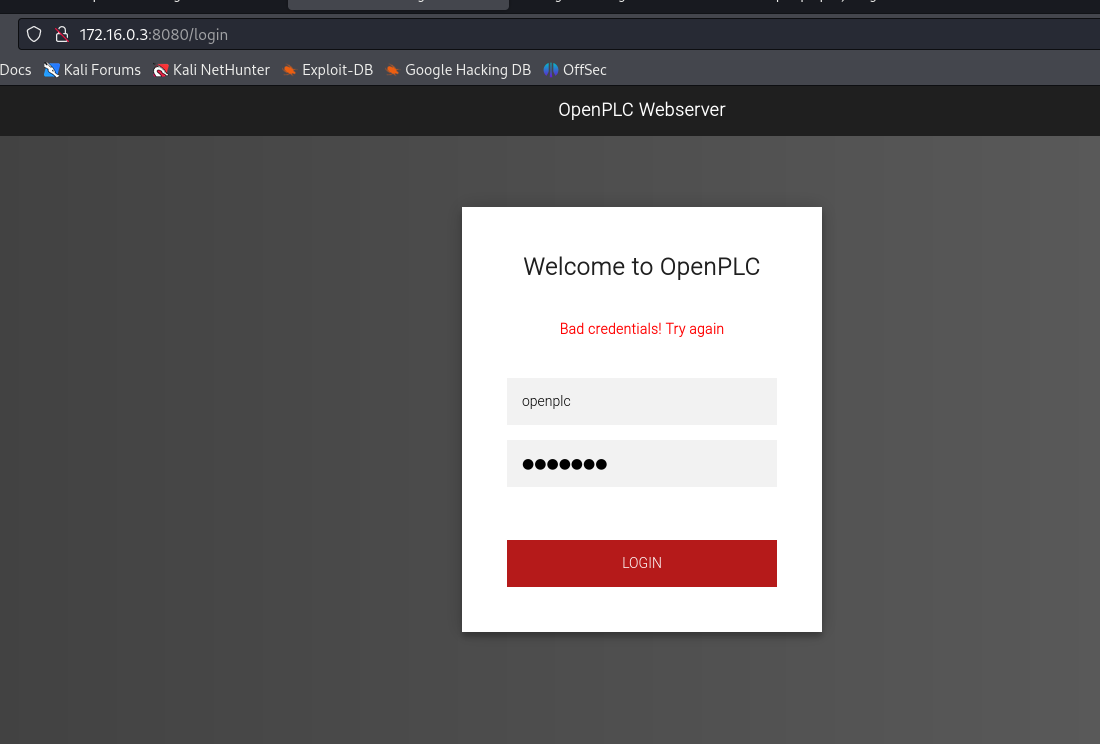 172.16.0.3:8080/login
Docs Kali Forums Kali NetHunter Exploit-DB Google Hacking DB OffSec
OpenPLC Webserver
Welcome to OpenPLC
Bad credentials! Try again
openplc
●●●●●●●
LOGIN